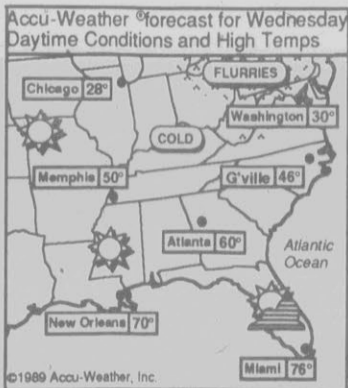 Accu-Weather ® forecast for Wednesday
Daytime Conditions and High Temps
FLURRIES
Chicago 28°
Washington 30°
COLD
Memphis 50°
G'ville 46°
Atlanta 60°
Atlantic
Ocean
New Orleans 70°
Miami 76°
©1989 Accu-Weather, Inc.